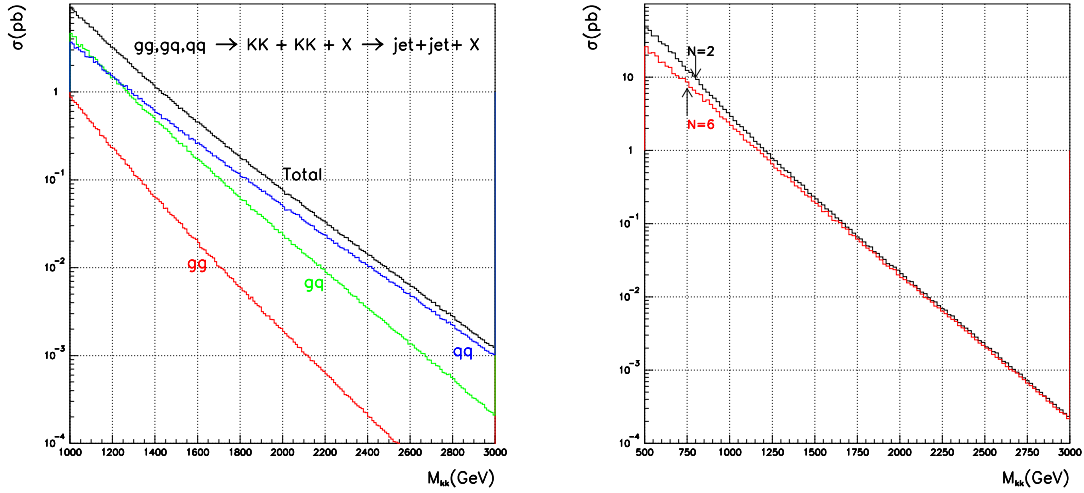 σ(pb)
gg,gq,qq → KK + KK + X → jet+jet+ X
1
10⁻¹
10⁻²
10⁻³
10⁻⁴
Total
gg
gq
qq
1000 1200 1400 1600 1800 2000 2200 2400 2600 2800 3000
M_kk(GeV)
σ(pb)
10
1
10⁻¹
10⁻²
10⁻³
10⁻⁴
N=2
N=6
500 750 1000 1250 1500 1750 2000 2250 2500 2750 3000
M_kk(GeV)